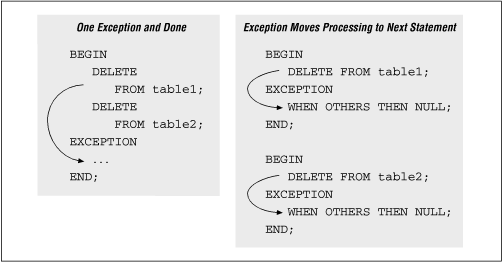 One Exception and Done
BEGIN
DELETE
FROM table1;
DELETE
FROM table2;
EXCEPTION
...
END;
Exception Moves Processing to Next Statement
BEGIN
DELETE FROM table1;
EXCEPTION
WHEN OTHERS THEN NULL;
END;
BEGIN
DELETE FROM table2;
EXCEPTION
WHEN OTHERS THEN NULL;
END;